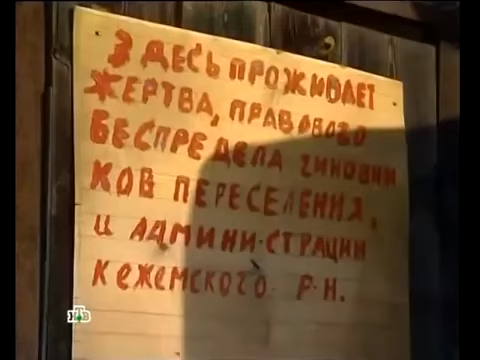 ЗДЕСЬ ПРОЖИВАЕТ
ЖЕРТВА, ПРАВОВОГО
БЕСПРЕДЕЛА ЧИНОВНИ
КОВ ПЕРЕСЕЛЕНИЯ,
И АДМИНИ-СТРАЦИИ
КЕЖЕМСКОГО Р-Н.
НТВ